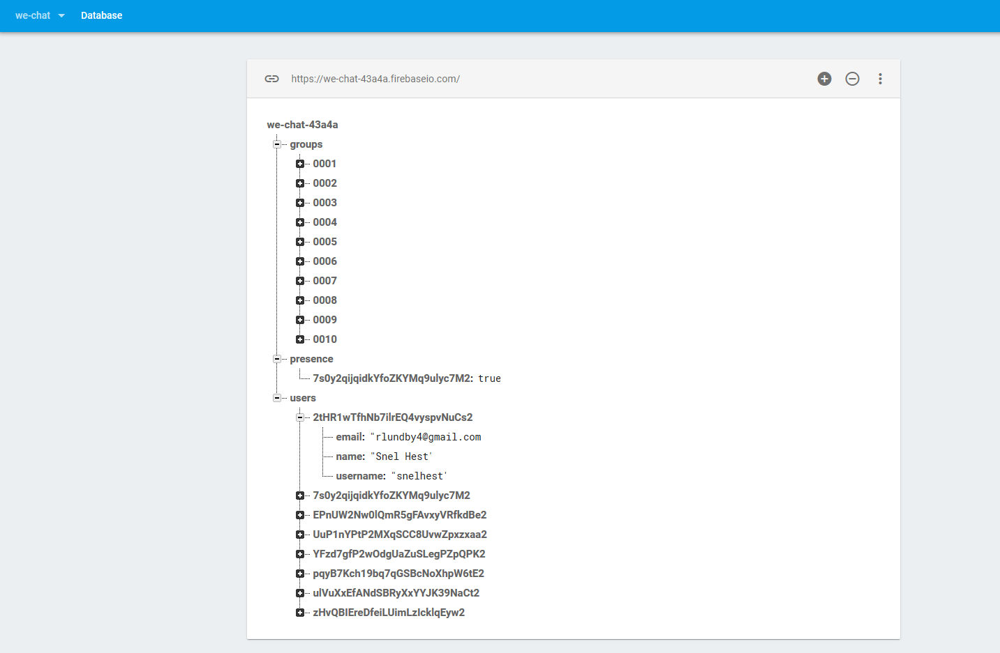 we-chat Database
https://we-chat-43a4a.firebaseio.com/
we-chat-43a4a
groups
0001
0002
0003
0004
0005
0006
0007
0008
0009
0010
presence
7s0y2qijqidkYfoZKYMq9ulyc7M2: true
users
2tHR1wTfhNb7ilrEQ4vyspvNuCs2
email: "rlundby4@gmail.com
name: "Snel Hest'
username: "snelhest'
7s0y2qijqidkYfoZKYMq9ulyc7M2
EPnUW2Nw0lQmR5gFAvxyVRfkdBe2
UuP1nYPtP2MXqSCC8UvwZpxzxaa2
YFzd7gfP2wOdgUaZuSLegPZpQPK2
pqyB7Kch19bq7qGSBcNoXhpW6tE2
ulVuXxEfANdSBRyXxYYJK39NaCt2
zHvQBIEreDfeiLUimLzIcklqEyw2